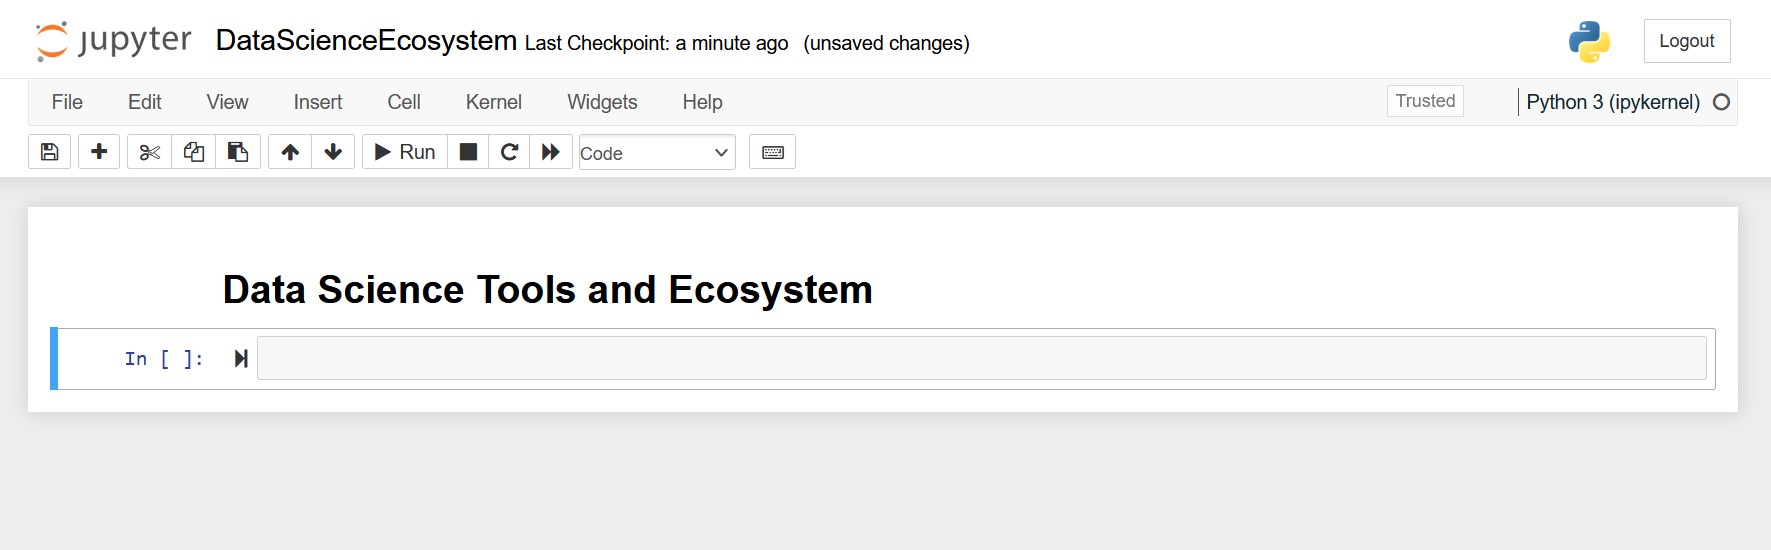 jupyter DataScienceEcosystem Last Checkpoint: a minute ago (unsaved changes) Logout
File Edit View Insert Cell Kernel Widgets Help Trusted Python 3 (ipykernel)
Run Code
Data Science Tools and Ecosystem
In [ ]: